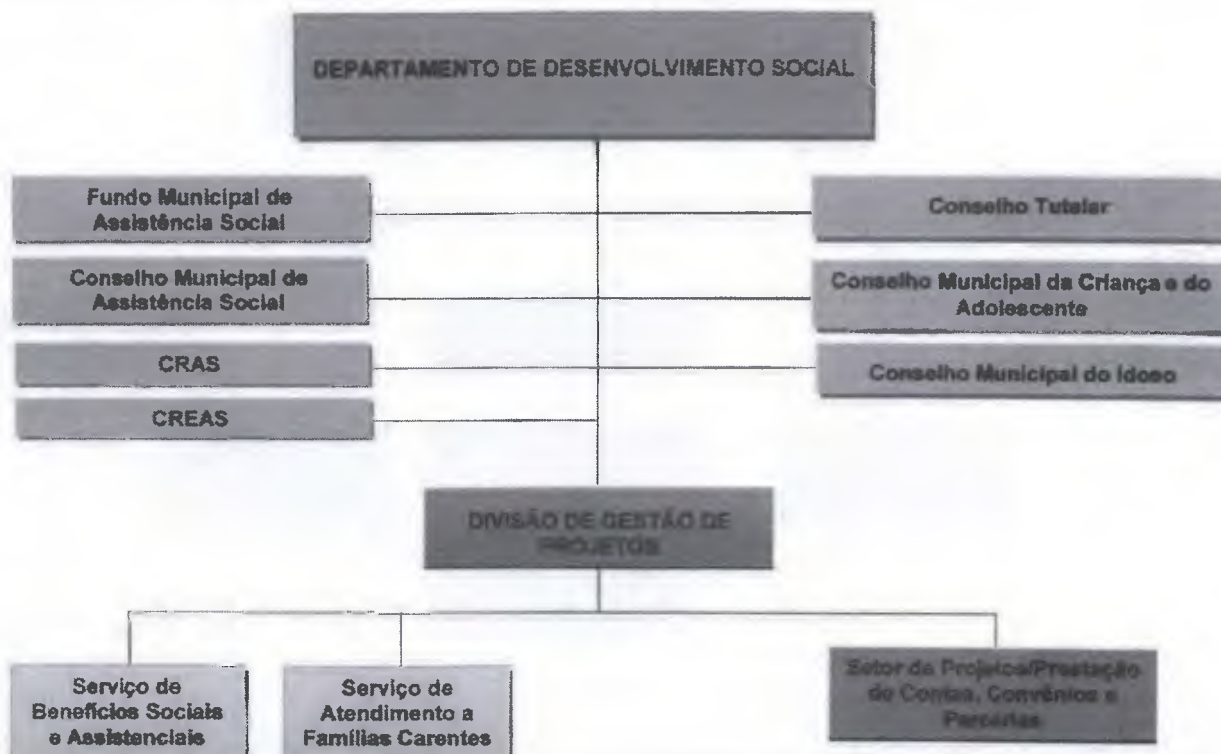 DEPARTAMENTO DE DESENVOLVIMENTO SOCIAL
Fundo Municipal de
Assistência Social
Conselho Tutelar
Conselho Municipal de
Assistência Social
Conselho Municipal da Criança e do
Adolescente
CRAS
Conselho Municipal do Idoso
CREAS
DIVISÃO DE GESTÃO DE
PROJETOS
Serviço de
Benefícios Sociais
e Assistenciais
Serviço de
Atendimento a
Famílias Carentes
Setor de Projetos/Prestação
de Contas, Convênios e
Parcerias